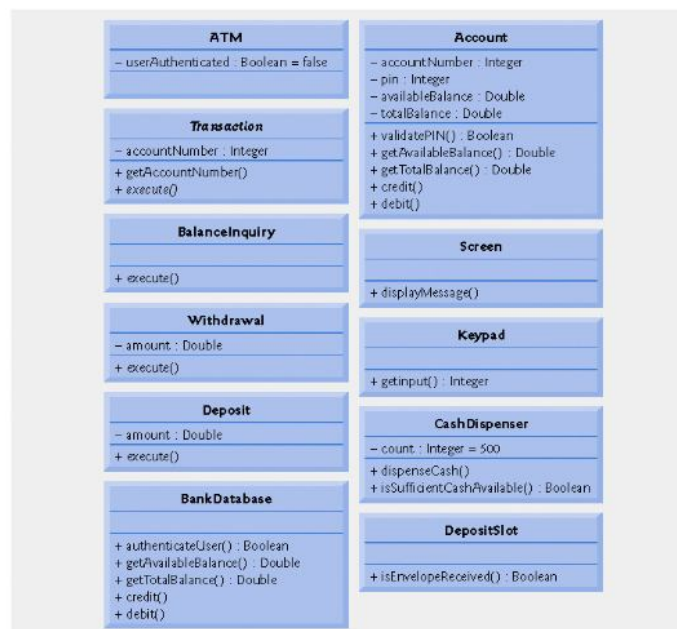 ATM
– userAuthenticated : Boolean = false
Transaction
– accountNumber : Integer
+ getAccountNumber()
+ execute()
BalanceInquiry
+ execute()
Withdrawal
– amount : Double
+ execute()
Deposit
– amount : Double
+ execute()
BankDatabase
+ authenticateUser() : Boolean
+ getAvailableBalance() : Double
+ getTotalBalance() : Double
+ credit()
+ debit()
Account
– accountNumber : Integer
– pin : Integer
– availableBalance : Double
– totalBalance : Double
+ validatePIN() : Boolean
+ getAvailableBalance() : Double
+ getTotalBalance() : Double
+ credit()
+ debit()
Screen
+ displayMessage()
Keypad
+ getinput() : Integer
CashDispenser
– count : Integer = 500
+ dispenseCash()
+ isSufficientCashAvailable() : Boolean
DepositSlot
+ isEnvelopeReceived() : Boolean